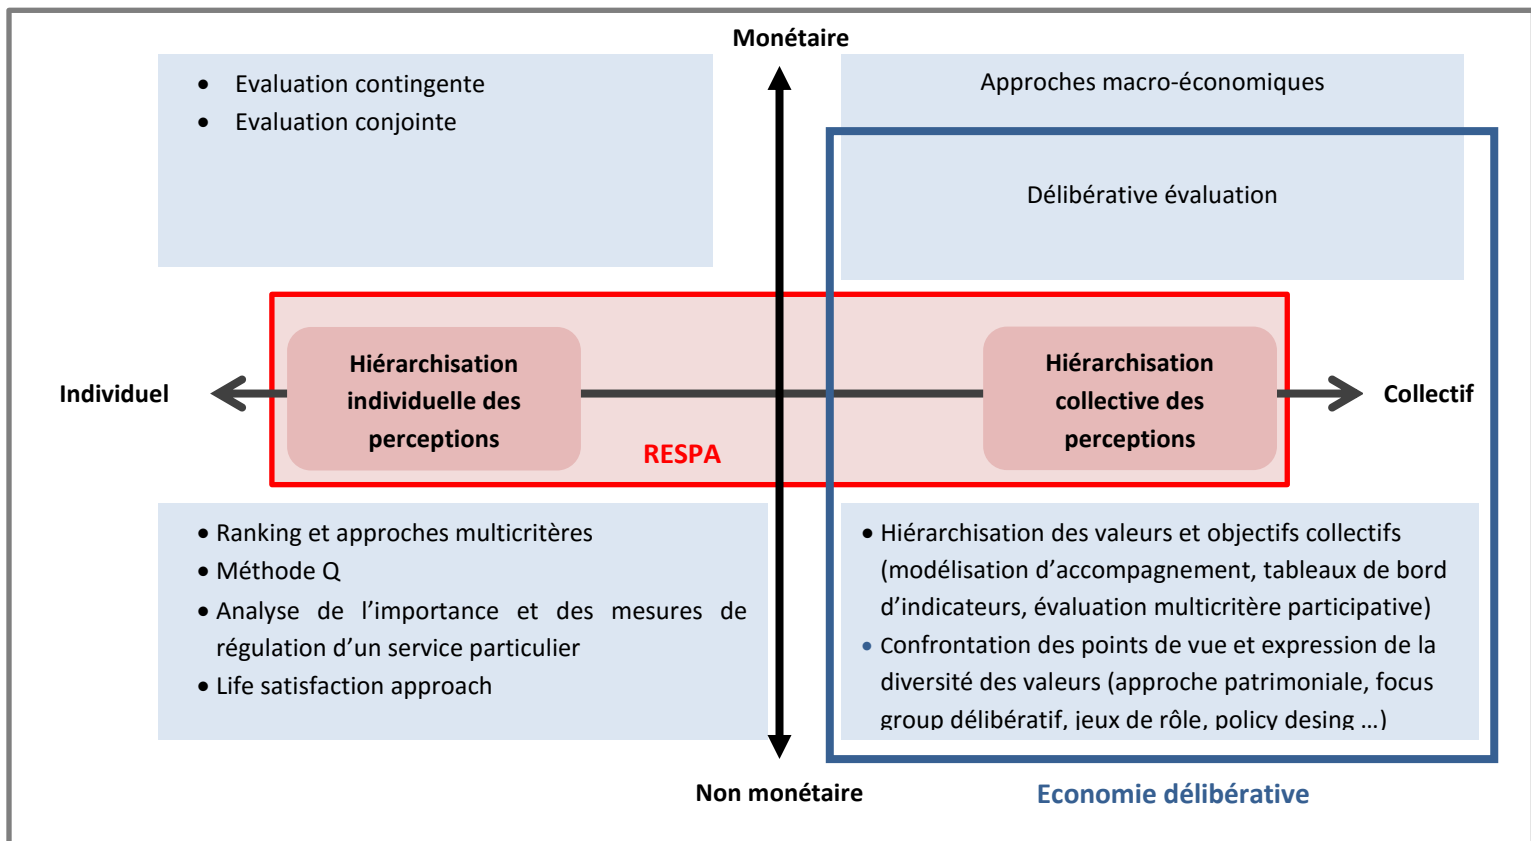 Monétaire
• Evaluation contingente
• Evaluation conjointe
Approches macro-économiques
Délibérative évaluation
Individuel
Hiérarchisation
individuelle des
perceptions
RESPA
Hiérarchisation
collective des
perceptions
Collectif
• Ranking et approches multicritères
• Méthode Q
• Analyse de l’importance et des mesures de
régulation d’un service particulier
• Life satisfaction approach
• Hiérarchisation des valeurs et objectifs collectifs
(modélisation d’accompagnement, tableaux de bord
d’indicateurs, évaluation multicritère participative)
• Confrontation des points de vue et expression de la
diversité des valeurs (approche patrimoniale, focus
group délibératif, jeux de rôle, policy desing ...)
Non monétaire
Economie délibérative